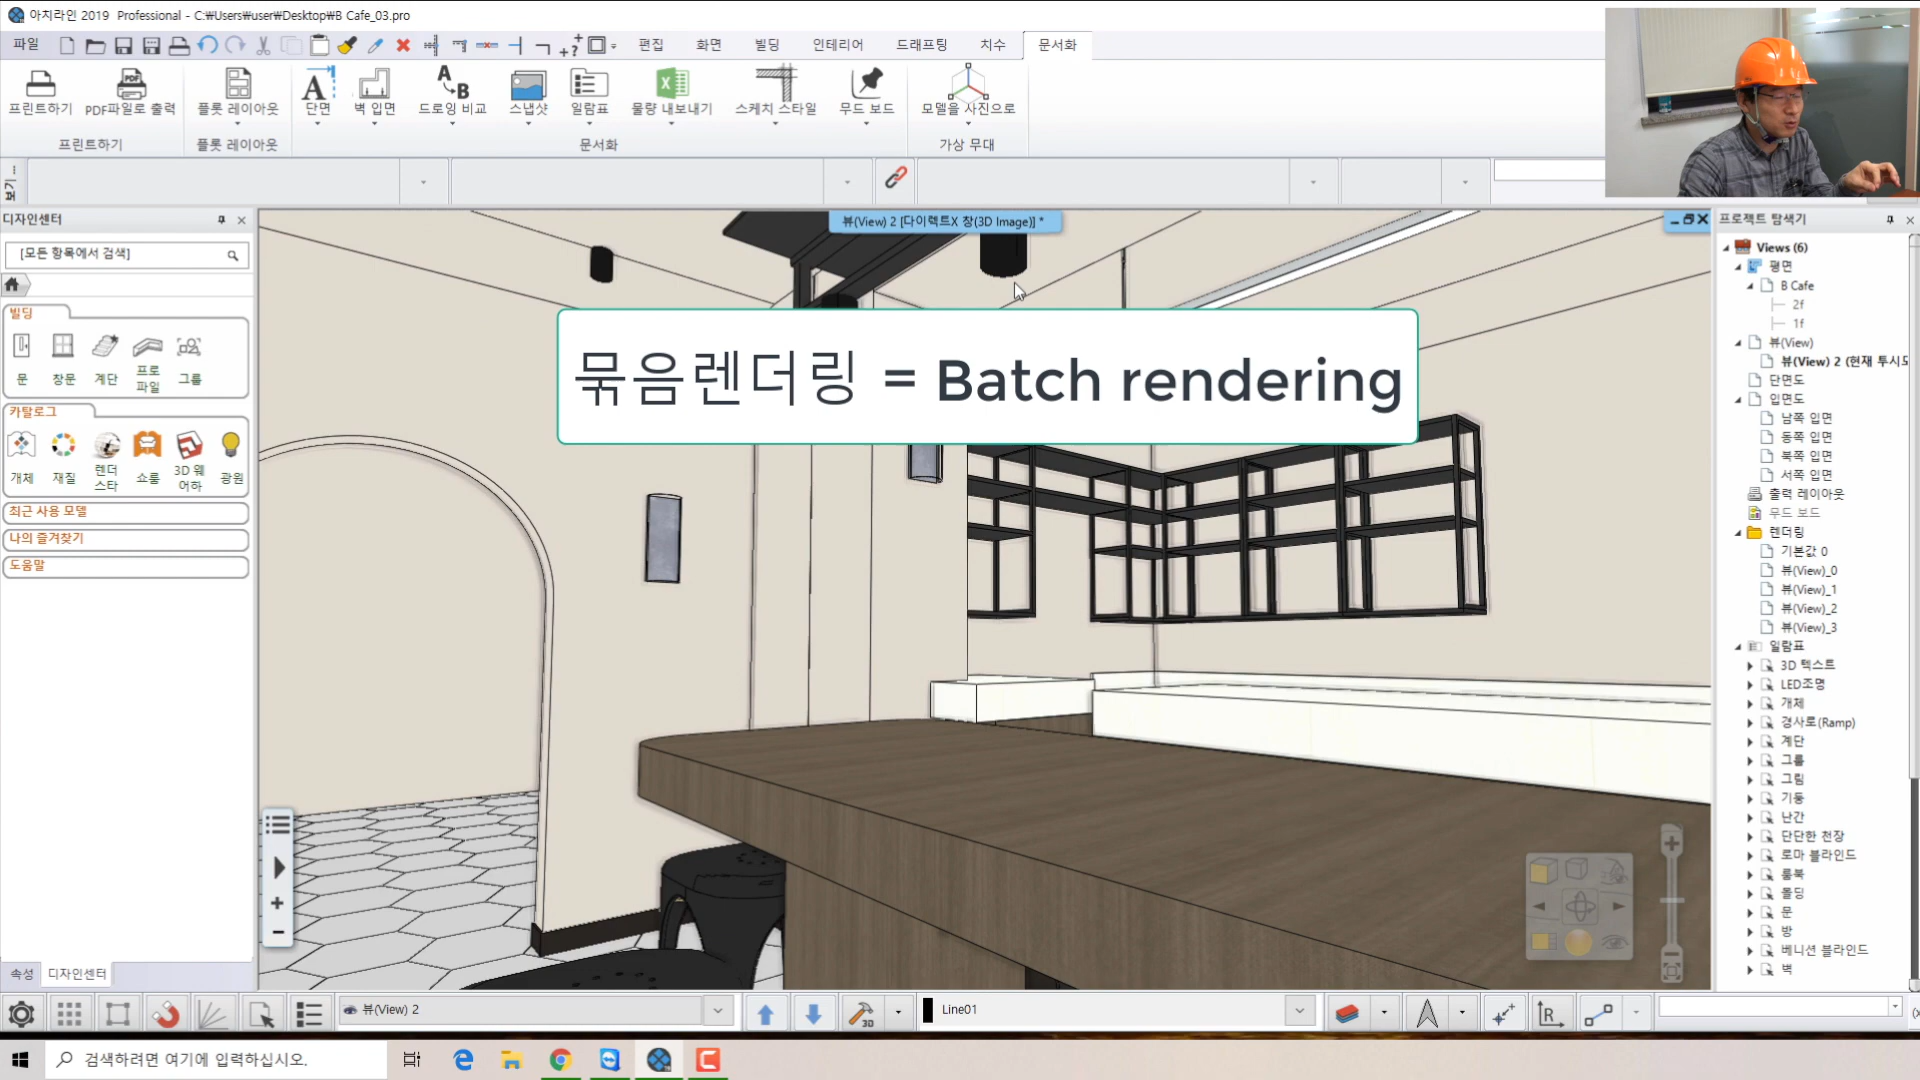 아치라인 2019 Professional - C:₩Users₩user₩Desktop₩B Cafe_03.pro
파일
편집
화면
빌딩
인테리어
드래프팅
치수
문서화
프린트하기
PDF파일로 출력
플롯 레이아웃
단면
벽 입면
드로잉 비교
스냅샷
일람표
물량 내보내기
스케치 스타일
무드 보드
모델을 사진으로
프린트하기
플롯 레이아웃
문서화
가상 무대
보기 ...
디자인센터
[모든 항목에서 검색]
빌딩
문
창문
계단
프로
파일
그룹
카탈로그
개체
재질
렌더
스타
쇼룸
3D 웨
어하
광원
최근 사용 모델
나의 즐겨찾기
도움말
속성
디자인센터
뷰(View) 2 [다이렉트X 창(3D Image)] *
묶음렌더링 = Batch rendering
프로젝트 탐색기
Views (6)
평면
B Cafe
2f
1f
뷰(View)
뷰(View) 2 (현재 투시도
단면도
입면도
남쪽 입면
동쪽 입면
북쪽 입면
서쪽 입면
출력 레이아웃
무드 보드
렌더링
기본값 0
뷰(View)_0
뷰(View)_1
뷰(View)_2
뷰(View)_3
일람표
3D 텍스트
LED조명
개체
경사로(Ramp)
계단
그룹
그림
기둥
난간
단단한 천장
로마 블라인드
룸북
몰딩
문
방
베니션 블라인드
벽
뷰(View) 2
3D
Line01
R
검색하려면 여기에 입력하십시오.